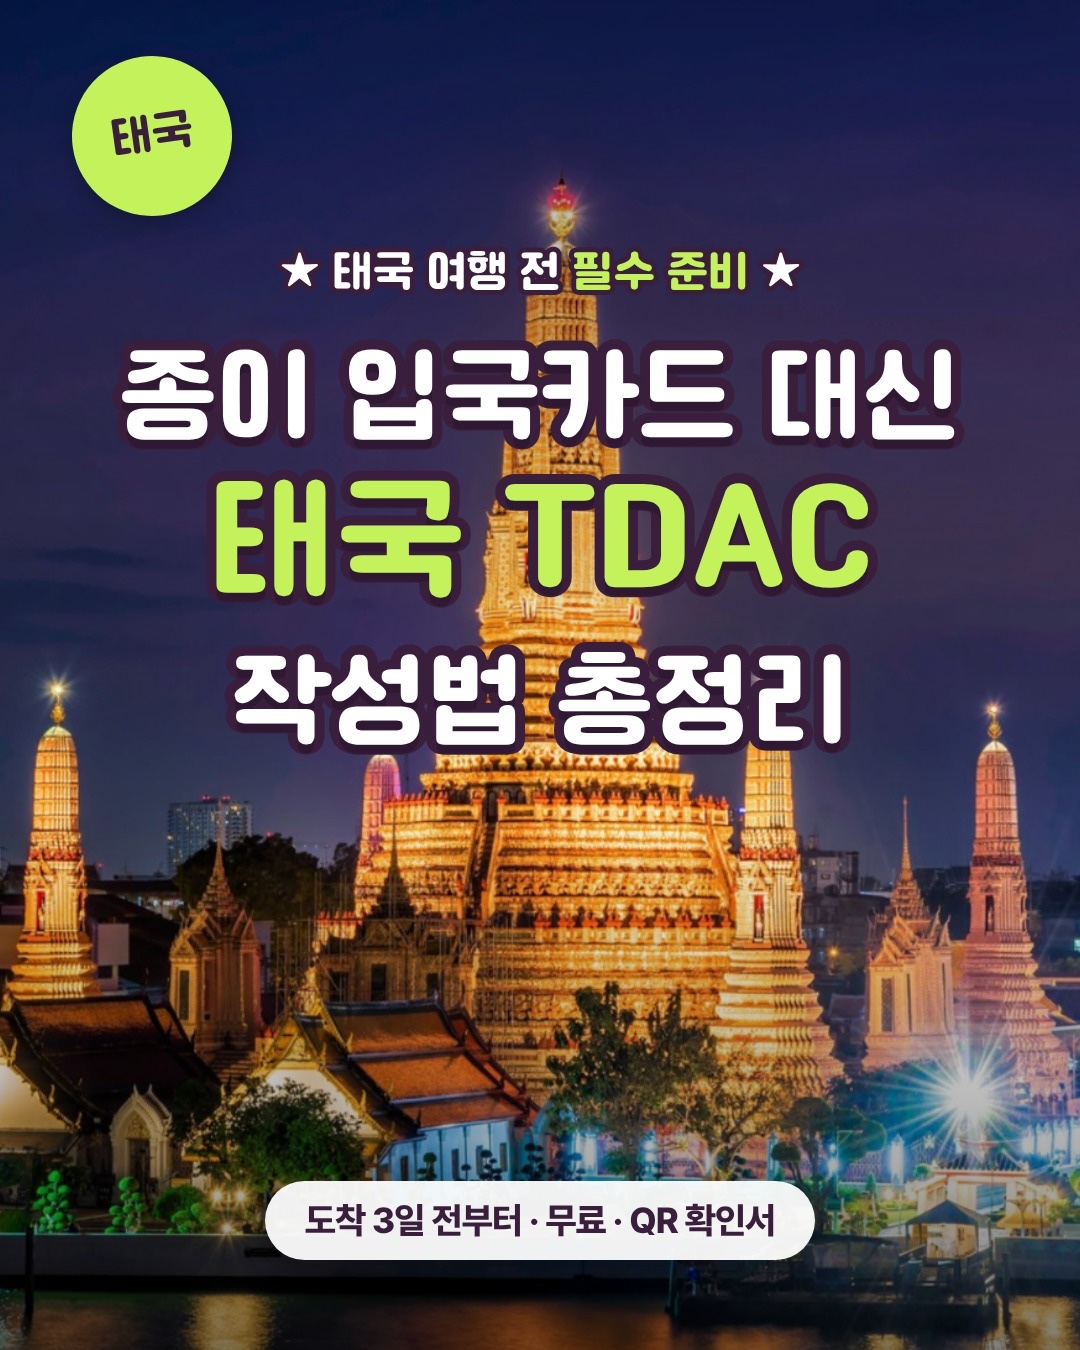 태국
★ 태국 여행 전 필수 준비 ★
종이 입국카드 대신
태국 TDAC
작성법 총정리
도착 3일 전부터 · 무료 · QR 확인서